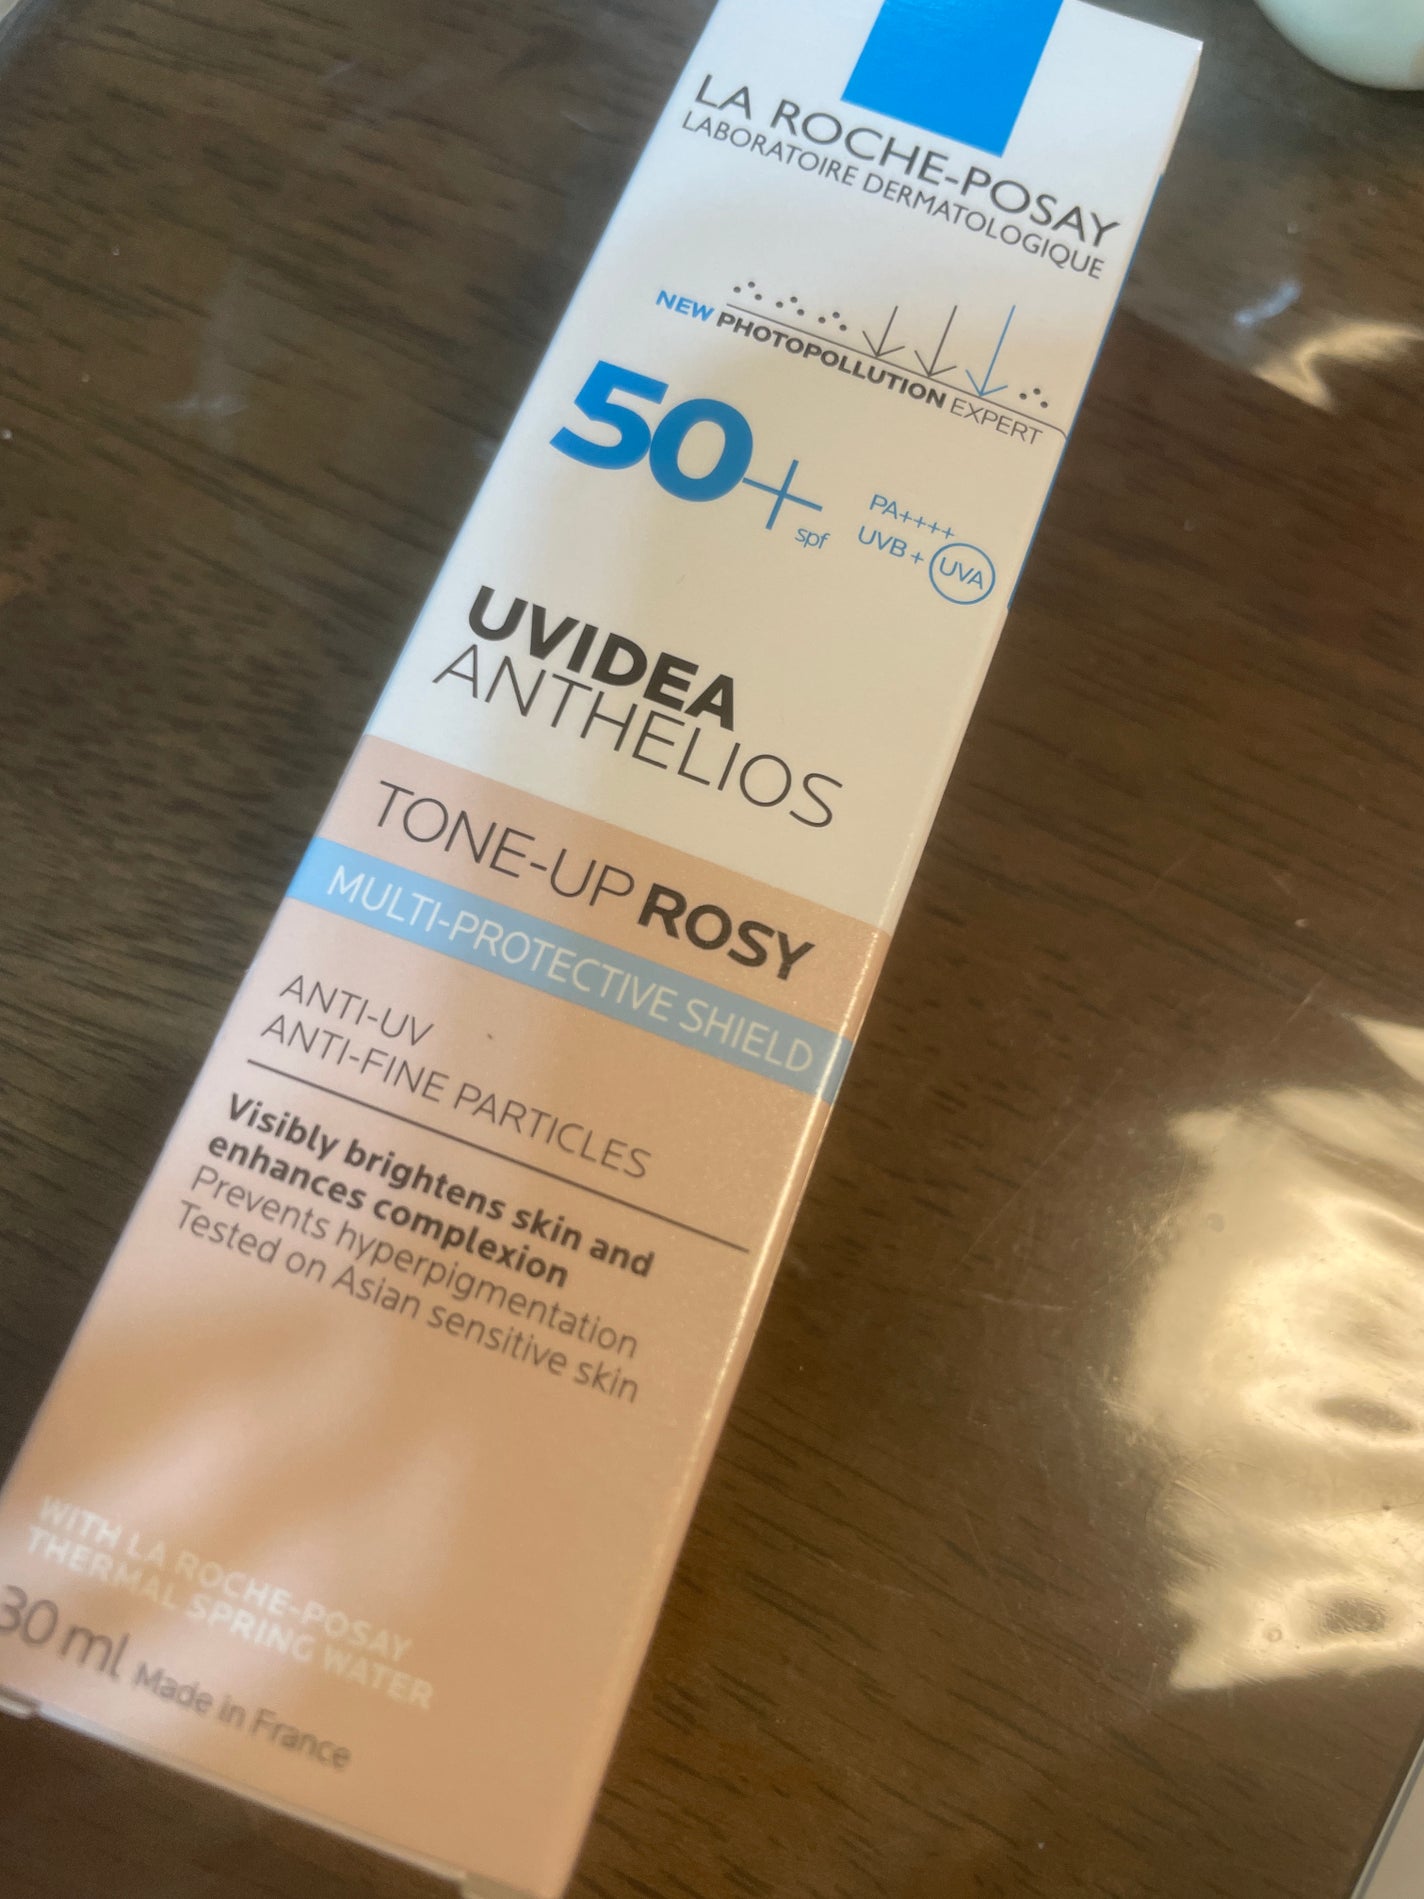 LA ROCHE-POSAY
LABORATOIRE DERMATOLOGIQUE
NEW PHOTOPOLLUTION EXPERT
50+
spf
PA++++
UVB + UVA
UVIDEA
ANTHELIOS
TONE-UP ROSY
MULTI-PROTECTIVE SHIELD
ANTI-UV
ANTI-FINE PARTICLES
Visibly brightens skin and
enhances complexion
Prevents hyperpigmentation
Tested on Asian sensitive skin
WITH LA ROCHE-POSAY
THERMAL SPRING WATER
30 ml Made in France